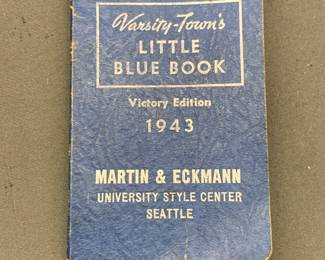 Varsity-Town's
LITTLE
BLUE BOOK
Victory Edition
1943
MARTIN & ECKMANN
UNIVERSITY STYLE CENTER
SEATTLE